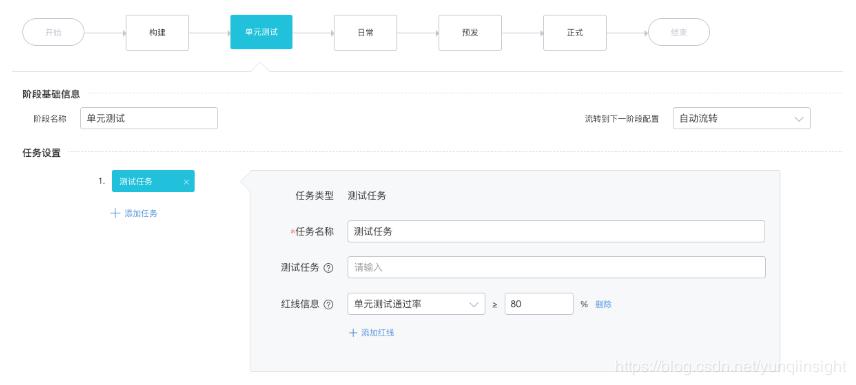 开始 构建 单元测试 日常 预发 正式 结束
阶段基础信息
阶段名称 单元测试 流转到下一阶段配置 自动流转
任务设置
1. 测试任务 ×
+ 添加任务
任务类型 测试任务
*任务名称 测试任务
测试任务 ? 请输入
红线信息 ? 单元测试通过率 ≥ 80 % 删除
+ 添加红线
https://blog.csdn.net/yunqiinsight